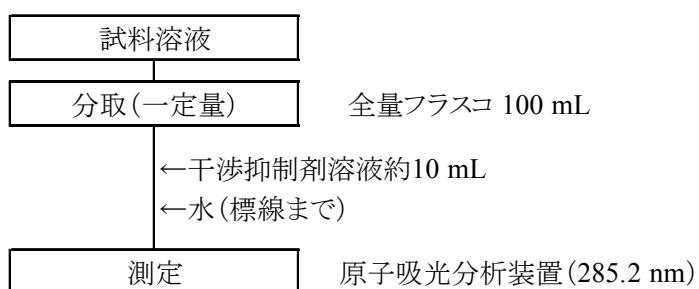 試料溶液
分取(一定量) 全量フラスコ 100 mL
←干渉抑制剤溶液約10 mL
←水(標線まで)
測定 原子吸光分析装置(285.2 nm)